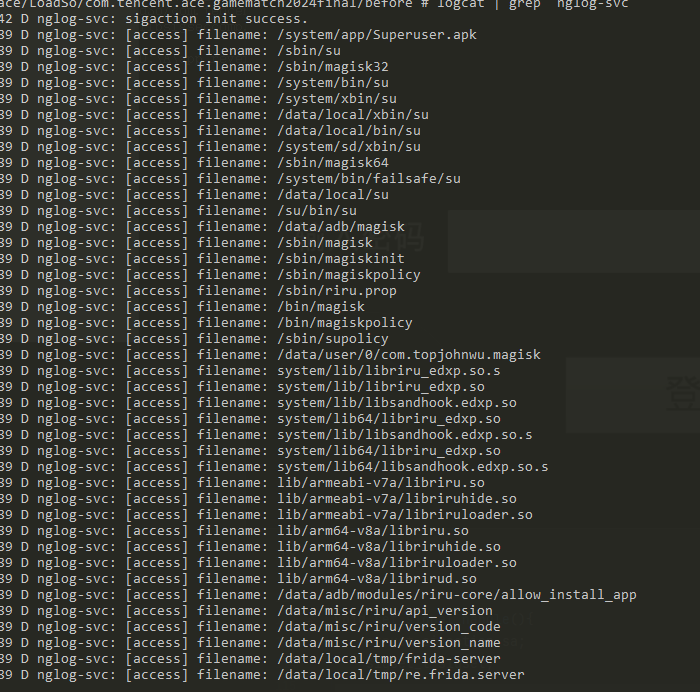 ace/LoadSo/com.tencent.ace.gamematch2024final/before # logcat | grep "nglog-svc"
42 D nglog-svc: sigaction init success.
39 D nglog-svc: [access] filename: /system/app/Superuser.apk
39 D nglog-svc: [access] filename: /sbin/su
39 D nglog-svc: [access] filename: /sbin/magisk32
39 D nglog-svc: [access] filename: /system/bin/su
39 D nglog-svc: [access] filename: /system/xbin/su
39 D nglog-svc: [access] filename: /data/local/xbin/su
39 D nglog-svc: [access] filename: /data/local/bin/su
39 D nglog-svc: [access] filename: /system/sd/xbin/su
39 D nglog-svc: [access] filename: /sbin/magisk64
39 D nglog-svc: [access] filename: /system/bin/failsafe/su
39 D nglog-svc: [access] filename: /data/local/su
39 D nglog-svc: [access] filename: /su/bin/su
39 D nglog-svc: [access] filename: /data/adb/magisk
39 D nglog-svc: [access] filename: /sbin/magisk
39 D nglog-svc: [access] filename: /sbin/magiskinit
39 D nglog-svc: [access] filename: /sbin/magiskpolicy
39 D nglog-svc: [access] filename: /sbin/riru.prop
39 D nglog-svc: [access] filename: /bin/magisk
39 D nglog-svc: [access] filename: /bin/magiskpolicy
39 D nglog-svc: [access] filename: /sbin/supolicy
39 D nglog-svc: [access] filename: /data/user/0/com.topjohnwu.magisk
39 D nglog-svc: [access] filename: system/lib/libriru_edxp.so.s
39 D nglog-svc: [access] filename: system/lib/libriru_edxp.so
39 D nglog-svc: [access] filename: system/lib/libsandhook.edxp.so
39 D nglog-svc: [access] filename: system/lib64/libriru_edxp.so
39 D nglog-svc: [access] filename: system/lib/libsandhook.edxp.so.s
39 D nglog-svc: [access] filename: system/lib64/libriru_edxp.so
39 D nglog-svc: [access] filename: system/lib64/libsandhook.edxp.so.s
39 D nglog-svc: [access] filename: lib/armeabi-v7a/libriru.so
39 D nglog-svc: [access] filename: lib/armeabi-v7a/libriruhide.so
39 D nglog-svc: [access] filename: lib/armeabi-v7a/libriruloader.so
39 D nglog-svc: [access] filename: lib/arm64-v8a/libriru.so
39 D nglog-svc: [access] filename: lib/arm64-v8a/libriruhide.so
39 D nglog-svc: [access] filename: lib/arm64-v8a/libriruloader.so
39 D nglog-svc: [access] filename: lib/arm64-v8a/librirud.so
39 D nglog-svc: [access] filename: /data/adb/modules/riru-core/allow_install_app
39 D nglog-svc: [access] filename: /data/misc/riru/api_version
39 D nglog-svc: [access] filename: /data/misc/riru/version_code
39 D nglog-svc: [access] filename: /data/misc/riru/version_name
39 D nglog-svc: [access] filename: /data/local/tmp/frida-server
39 D nglog-svc: [access] filename: /data/local/tmp/re.frida.server
码
登